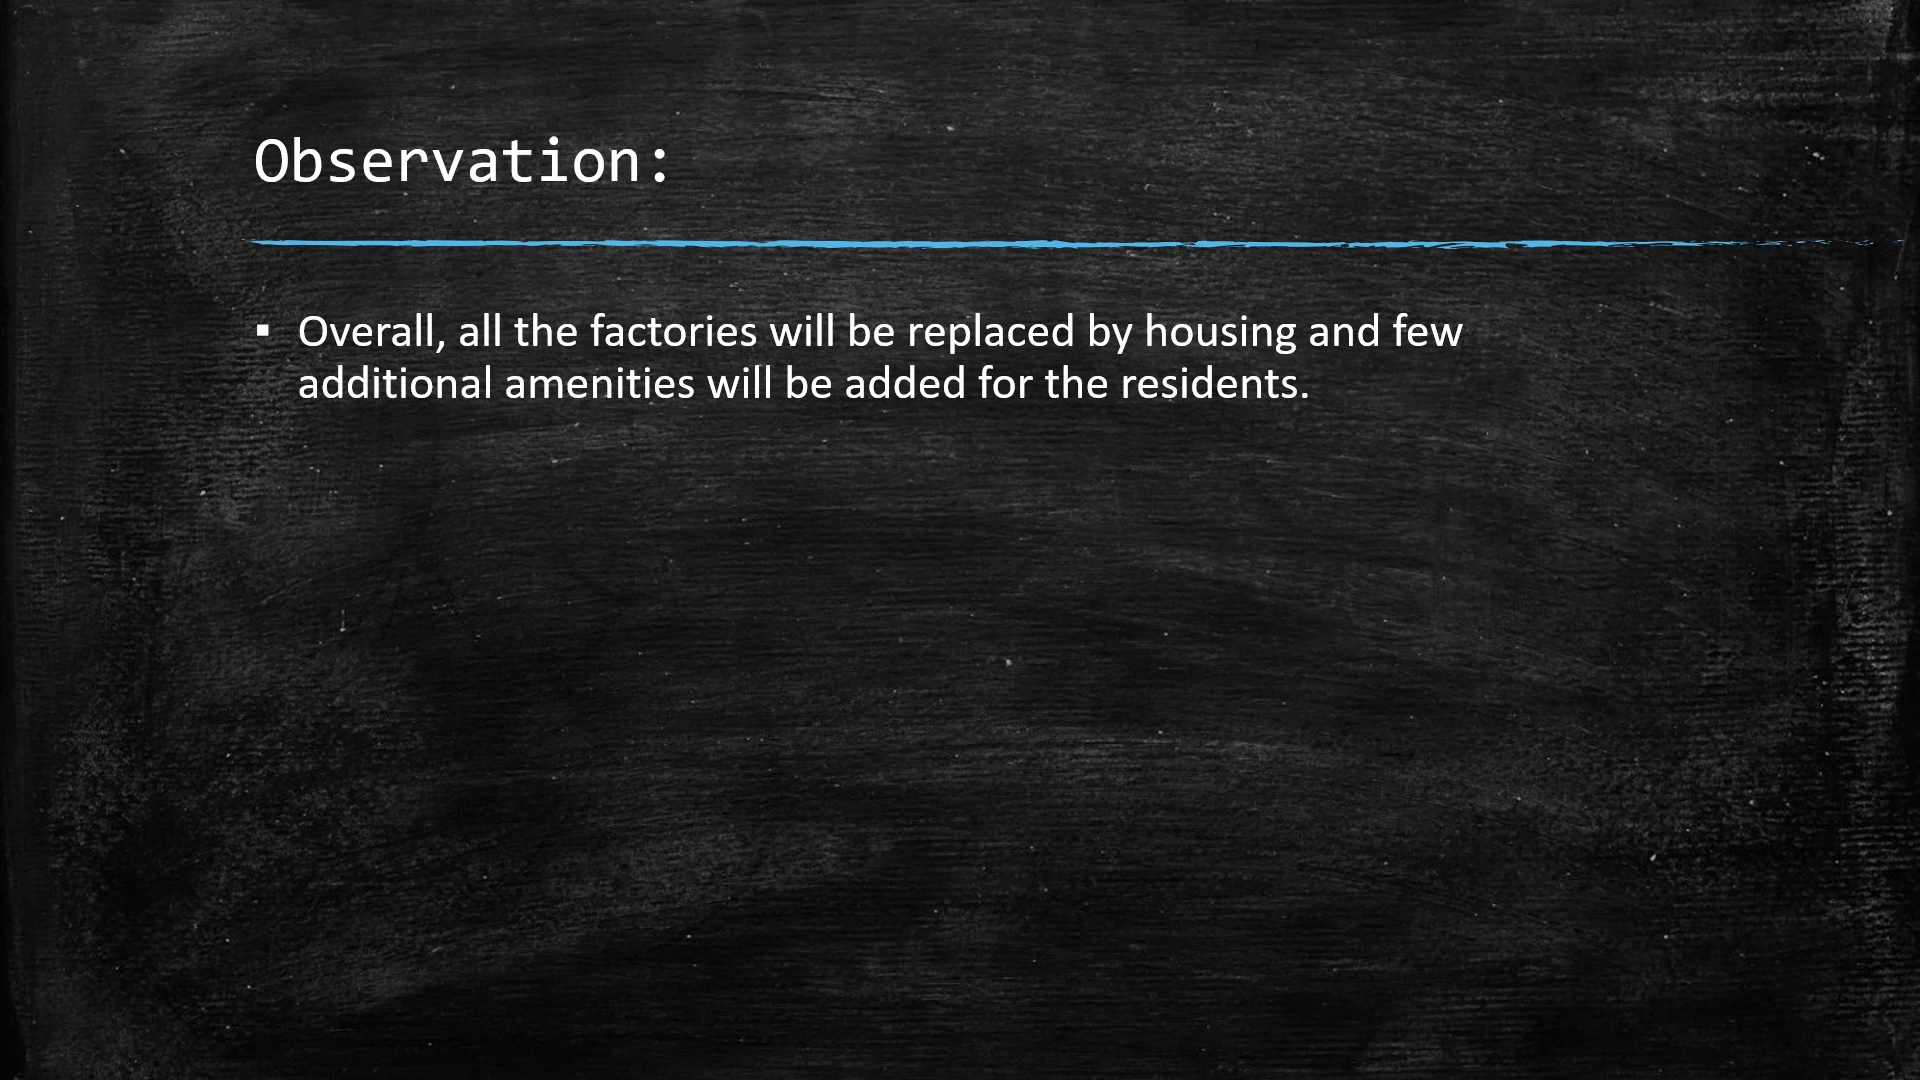 Observation:
▪ Overall, all the factories will be replaced by housing and few
additional amenities will be added for the residents.